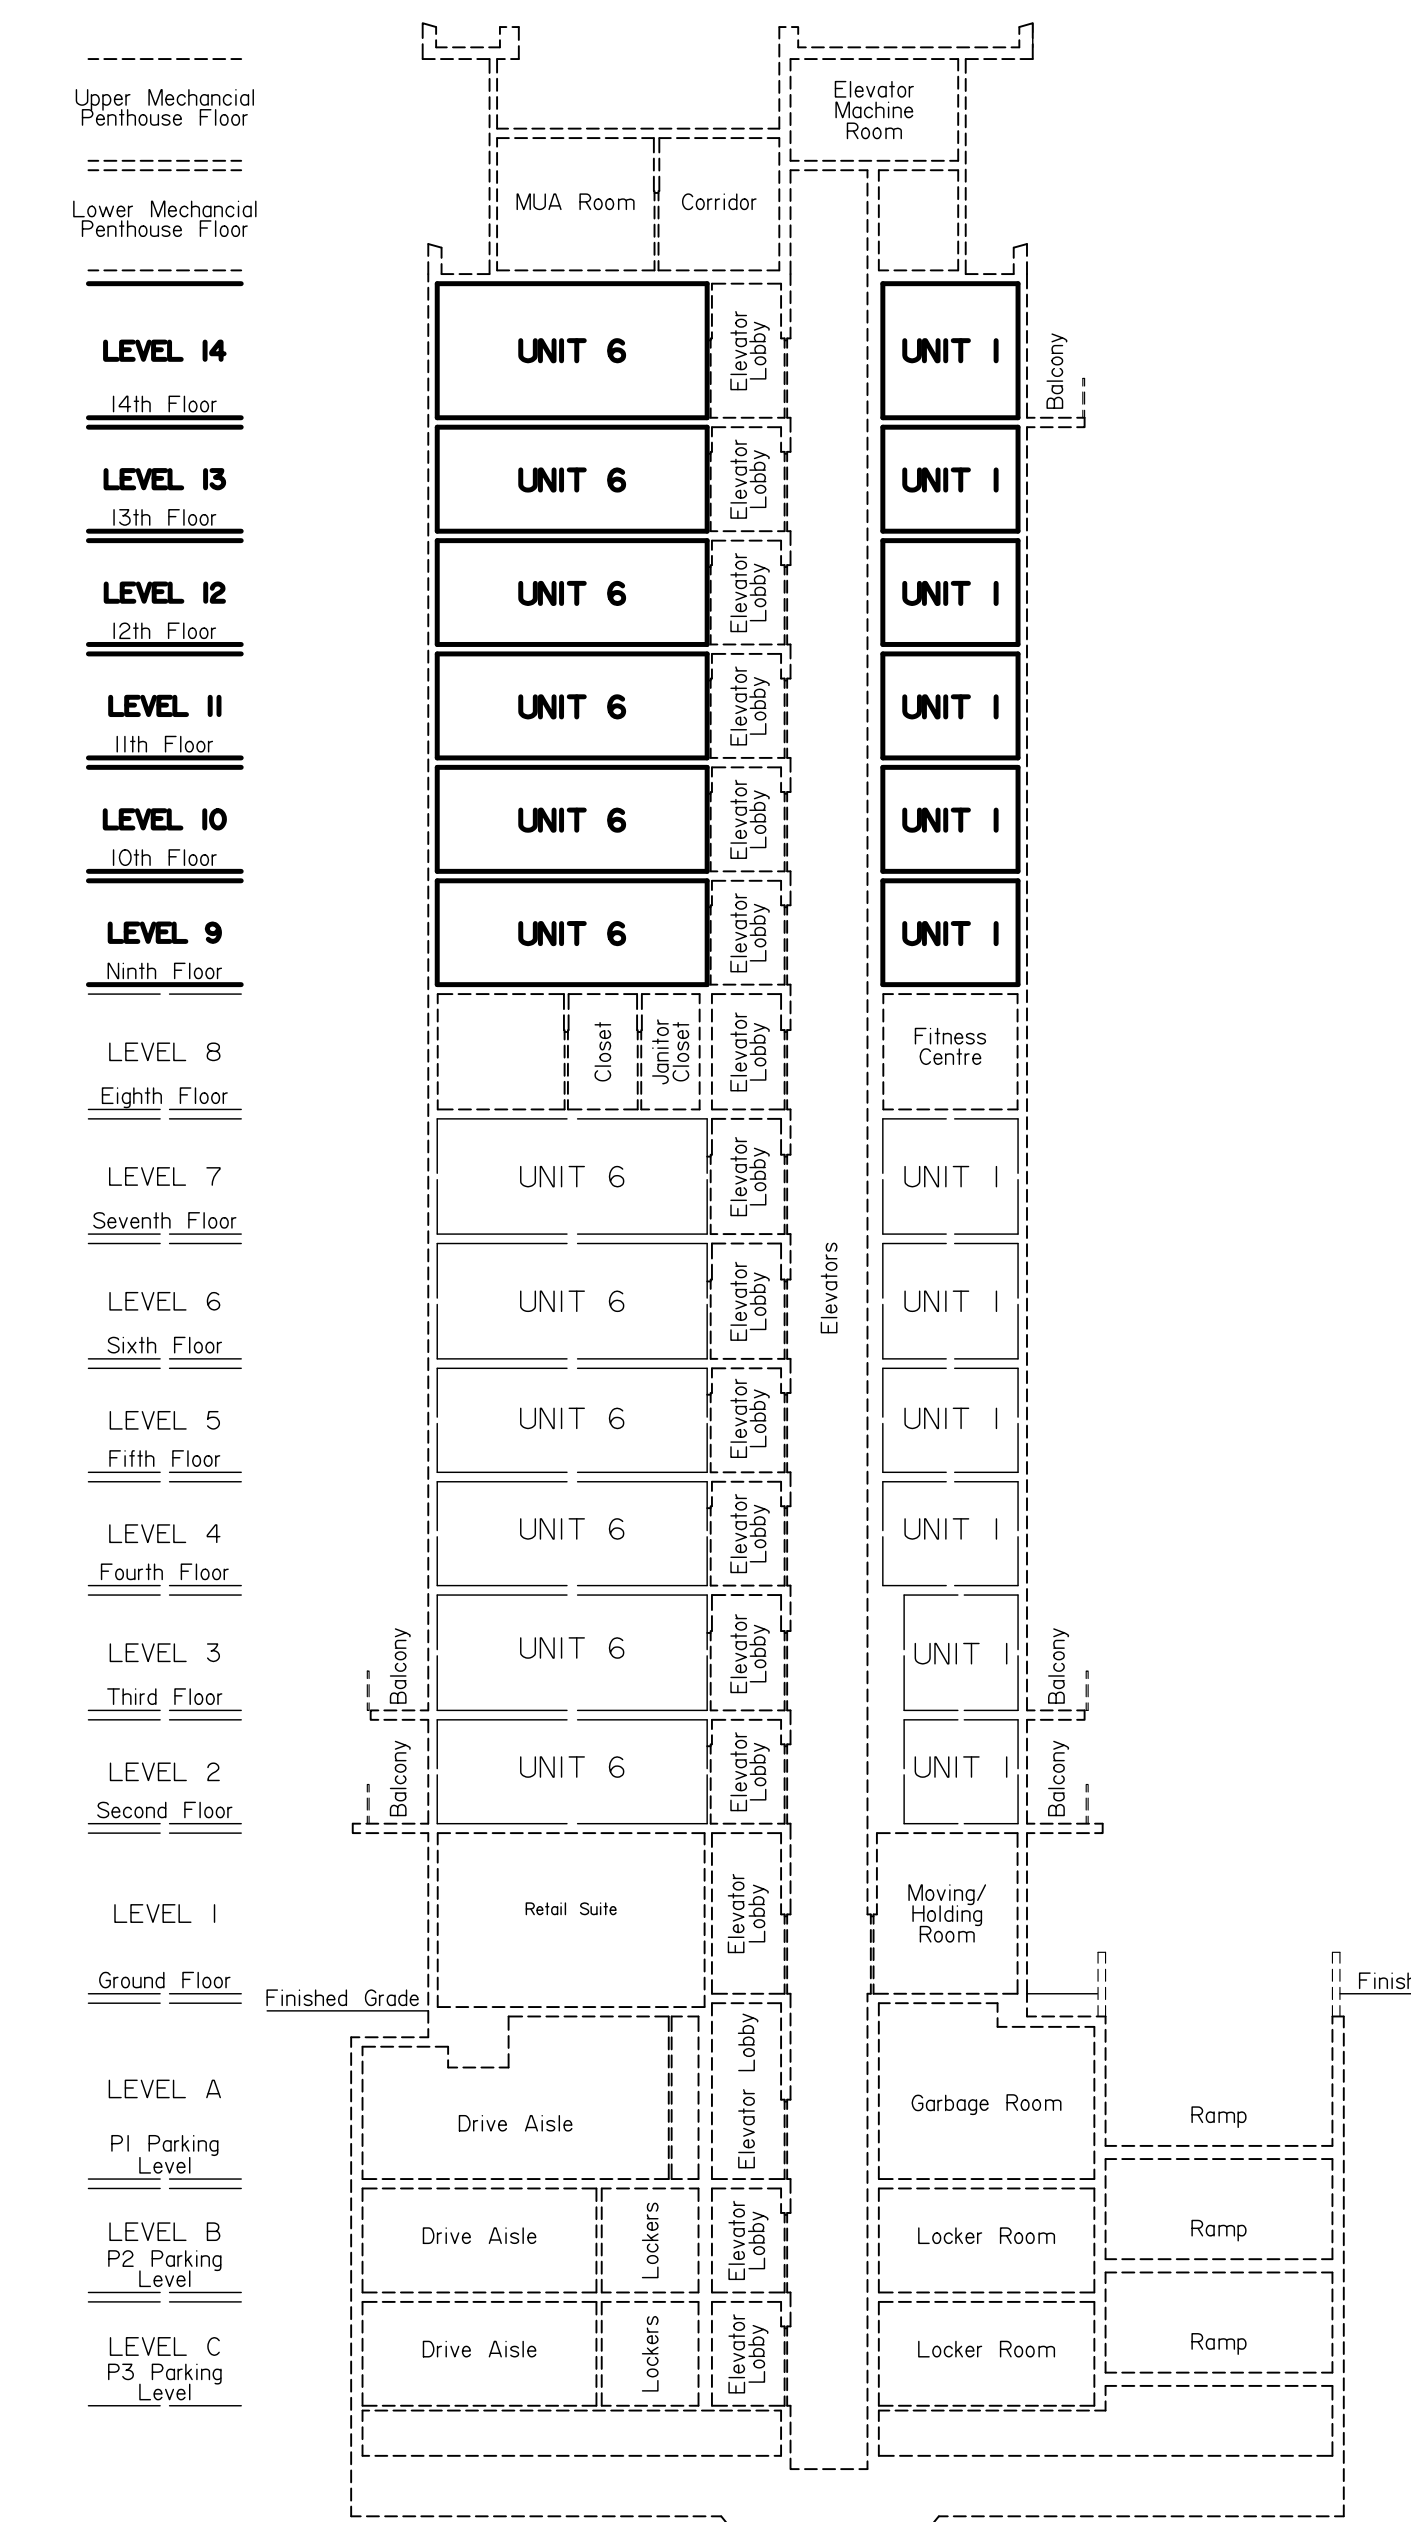 Upper Mechancial
Penthouse Floor
Elevator
Machine
Room
Lower Mechancial
Penthouse Floor
MUA Room
Corridor
LEVEL 14
14th Floor
UNIT 6
Elevator
Lobby
UNIT 1
Balcony
LEVEL 13
13th Floor
UNIT 6
Elevator
Lobby
UNIT 1
LEVEL 12
12th Floor
UNIT 6
Elevator
Lobby
UNIT 1
LEVEL 11
11th Floor
UNIT 6
Elevator
Lobby
UNIT 1
LEVEL 10
10th Floor
UNIT 6
Elevator
Lobby
UNIT 1
LEVEL 9
Ninth Floor
UNIT 6
Elevator
Lobby
UNIT 1
LEVEL 8
Eighth Floor
Closet
Janitor
Closet
Elevator
Lobby
Fitness
Centre
LEVEL 7
Seventh Floor
UNIT 6
Elevator
Lobby
UNIT 1
Elevators
LEVEL 6
Sixth Floor
UNIT 6
Elevator
Lobby
UNIT 1
LEVEL 5
Fifth Floor
UNIT 6
Elevator
Lobby
UNIT 1
LEVEL 4
Fourth Floor
UNIT 6
Elevator
Lobby
UNIT 1
LEVEL 3
Third Floor
Balcony
UNIT 6
Elevator
Lobby
UNIT 1
Balcony
LEVEL 2
Second Floor
Balcony
UNIT 6
Elevator
Lobby
UNIT 1
Balcony
LEVEL 1
Ground Floor
Retail Suite
Elevator
Lobby
Moving/
Holding
Room
Finished Grade
Finish
LEVEL A
P1 Parking
Level
Drive Aisle
Elevator Lobby
Elevator Lobby
Garbage Room
Ramp
LEVEL B
P2 Parking
Level
Drive Aisle
Lockers
Elevator
Lobby
Locker Room
Ramp
LEVEL C
P3 Parking
Level
Drive Aisle
Lockers
Elevator
Lobby
Locker Room
Ramp